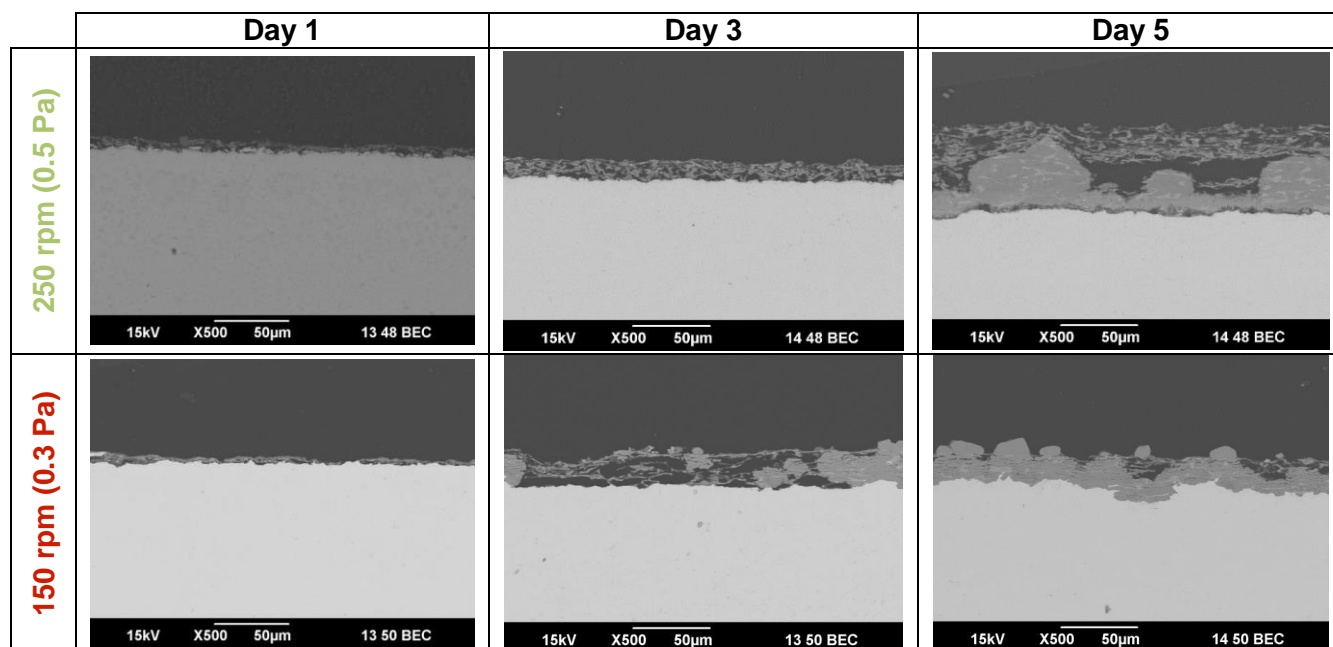 Day 1 Day 3 Day 5
250 rpm (0.5 Pa)
15kV X500 50µm 13 48 BEC
15kV X500 50µm 14 48 BEC
15kV X500 50µm 14 48 BEC
150 rpm (0.3 Pa)
15kV X500 50µm 13 50 BEC
15kV X500 50µm 13 50 BEC
15kV X500 50µm 14 50 BEC